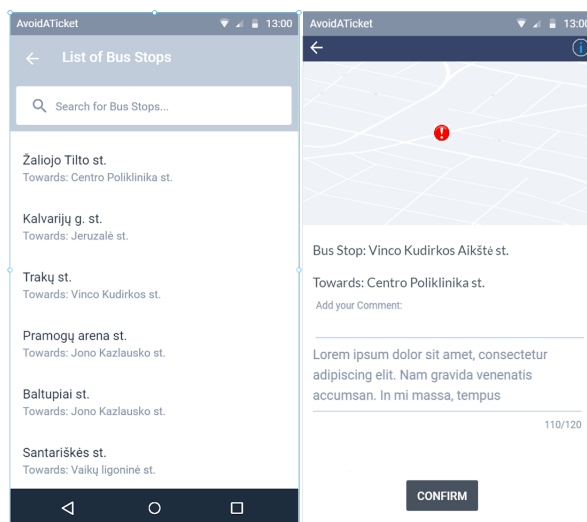 AvoidATicket 13:00
List of Bus Stops
Search for Bus Stops...
Žaliojo Tilto st.
Towards: Centro Poliklinika st.
Kalvarijų g. st.
Towards: Jeruzalė st.
Trakų st.
Towards: Vinco Kudirkos st.
Pramogų arena st.
Towards: Jono Kazlausko st.
Baltupiai st.
Towards: Jono Kazlausko st.
Santariškės st.
Towards: Vaikų ligoninė st.
AvoidATicket 13:00
Bus Stop: Vinco Kudirkos Aikštė st.
Towards: Centro Poliklinika st.
Add your Comment:
Lorem ipsum dolor sit amet, consectetur
adipiscing elit. Nam gravida venenatis
accumsan. In mi massa, tempus
110/120
CONFIRM